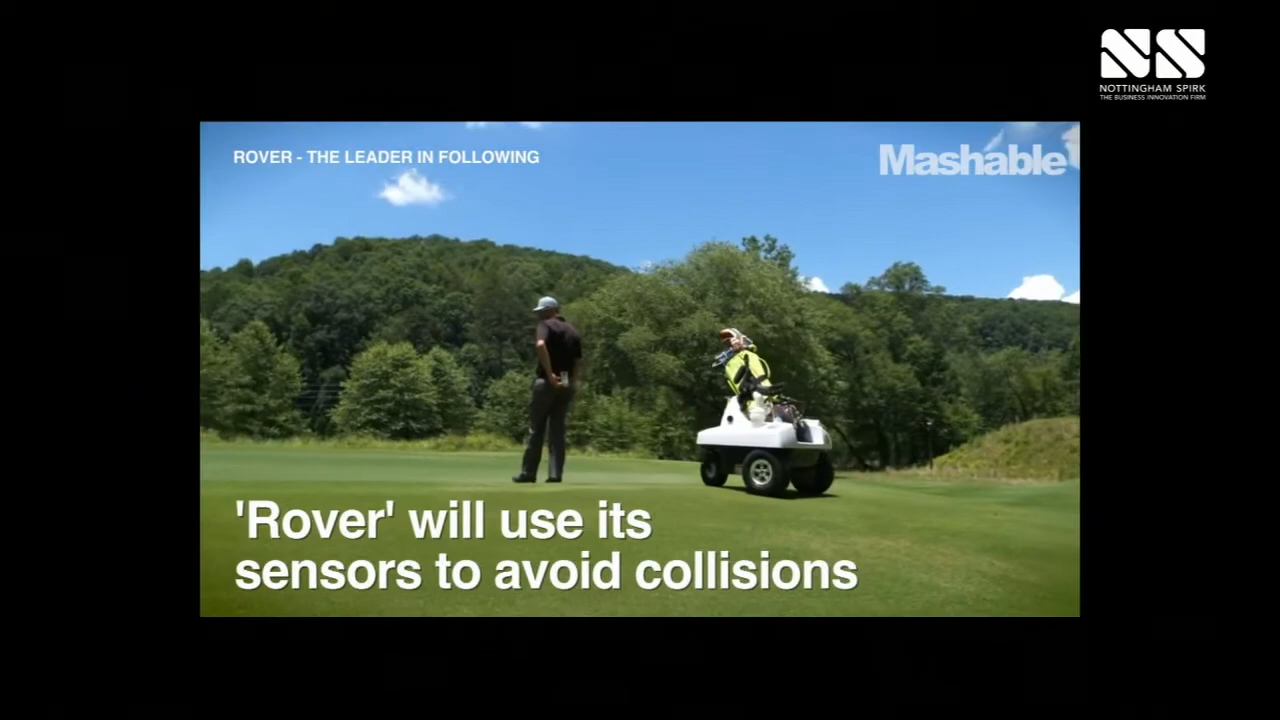 NS
NOTTINGHAM SPIRK
THE BUSINESS INNOVATION FIRM
ROVER - THE LEADER IN FOLLOWING
Mashable
'Rover' will use its
sensors to avoid collisions